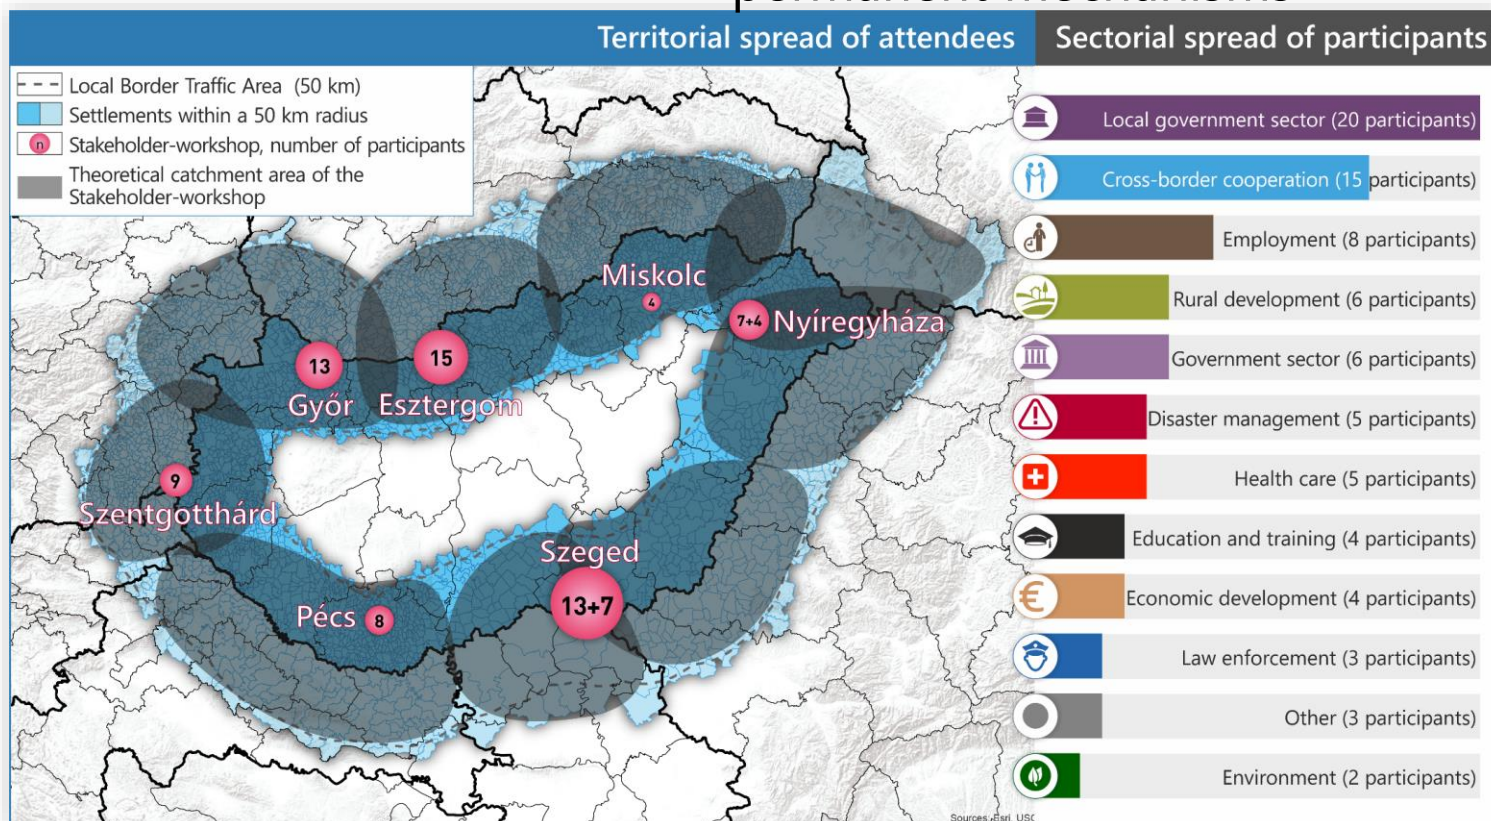 permanent mechanisms
Territorial spread of attendees
Sectorial spread of participants
Local Border Traffic Area (50 km)
Settlements within a 50 km radius
n
Stakeholder-workshop, number of participants
Theoretical catchment area of the
Stakeholder-workshop
Miskolc
4
7+4
Nyíregyháza
13
Győr
15
Esztergom
9
Szentgotthárd
Szeged
13+7
Pécs
8
Local government sector (20 participants)
Cross-border cooperation (15 participants)
Employment (8 participants)
Rural development (6 participants)
Government sector (6 participants)
Disaster management (5 participants)
Health care (5 participants)
Education and training (4 participants)
€
Economic development (4 participants)
Law enforcement (3 participants)
Other (3 participants)
Environment (2 participants)
Sources: Esri, USG